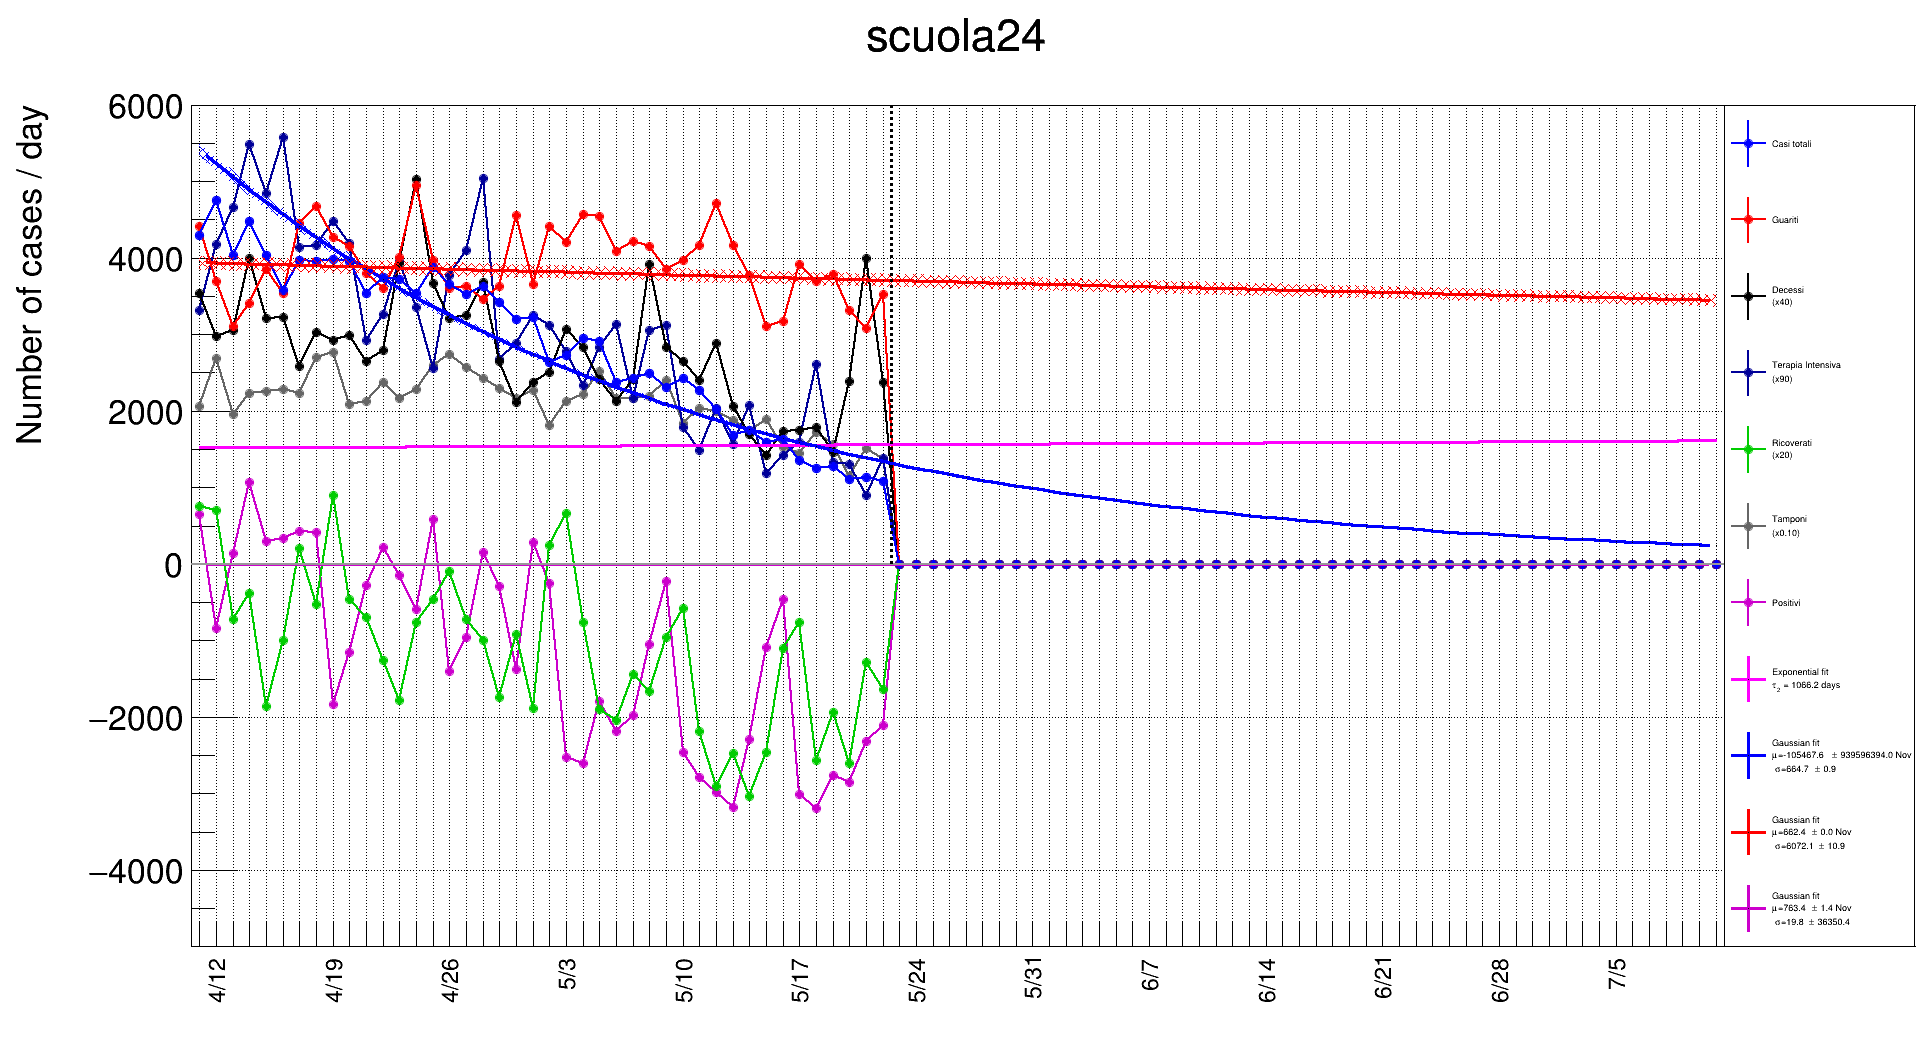 scuola24
Number of cases / day
6000
4000
2000
0
−2000
−4000
4/12
4/19
4/26
5/3
5/10
5/17
5/24
5/31
6/7
6/14
6/21
6/28
7/5
Casi totali
Guariti
Decessi
(x40)
Terapia Intensiva
(x90)
Ricoverati
(x20)
Tamponi
(x0.10)
Positivi
Exponential fit
τ₂ = 1066.2 days
Gaussian fit
μ=-105467.6 ± 939596394.0 Nov
σ=664.7 ± 0.9
Gaussian fit
μ=662.4 ± 0.0 Nov
σ=6072.1 ± 10.9
Gaussian fit
μ=763.4 ± 1.4 Nov
σ=19.8 ± 36350.4